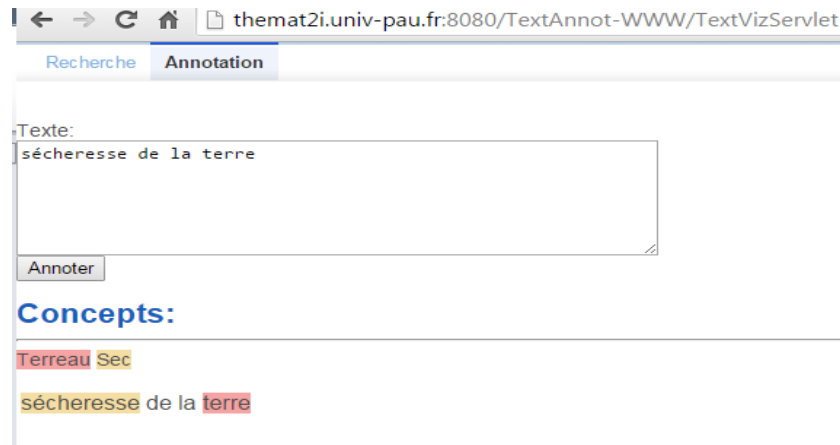 themat2i.univ-pau.fr:8080/TextAnnot-WWW/TextVizServlet
Recherche Annotation
Texte:
sécheresse de la terre
Annoter
Concepts:
Terreau Sec
sécheresse de la terre